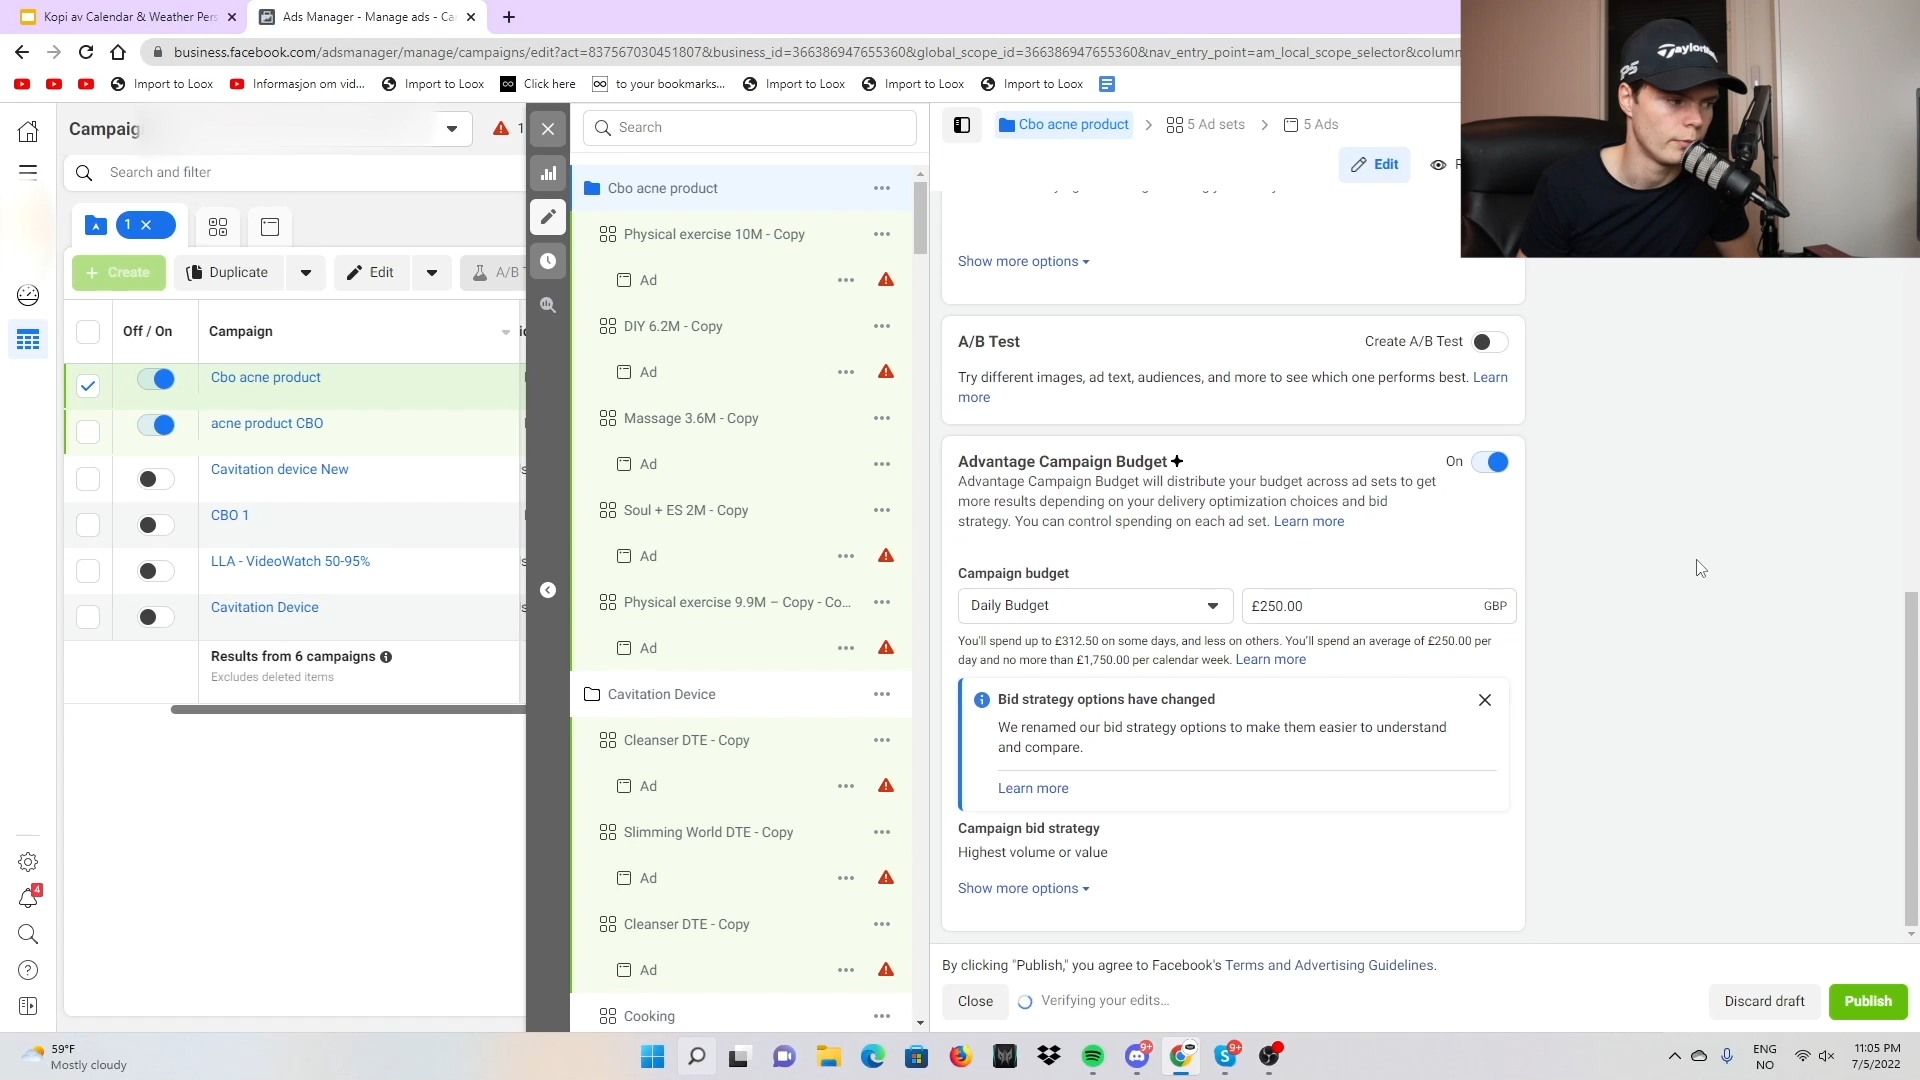 Kopi av Calendar & Weather Pers
Ads Manager - Manage ads - Ca
business.facebook.com/adsmanager/manage/campaigns/edit?act=837567030451807&business_id=366386947655360&global_scope_id=366386947655360&nav_entry_point=am_local_scope_selector&column
Import to Loox
Informasjon om vid...
Import to Loox
Click here
to your bookmarks...
Import to Loox
Import to Loox
Import to Loox
Campaig
1
Search and filter
1
Create
Duplicate
Edit
A/B T
Off / On
Campaign
Cbo acne product
acne product CBO
Cavitation device New
CBO 1
LLA - VideoWatch 50-95%
Cavitation Device
Results from 6 campaigns
Excludes deleted items
Search
Cbo acne product
Physical exercise 10M - Copy
Ad
DIY 6.2M - Copy
Ad
Massage 3.6M - Copy
Ad
Soul + ES 2M - Copy
Ad
Physical exercise 9.9M – Copy - Co...
Ad
Cavitation Device
Cleanser DTE - Copy
Ad
Slimming World DTE - Copy
Ad
Cleanser DTE - Copy
Ad
Cooking
Cbo acne product
5 Ad sets
5 Ads
Edit
Show more options
A/B Test
Create A/B Test
Try different images, ad text, audiences, and more to see which one performs best. Learn
more
Advantage Campaign Budget
On
Advantage Campaign Budget will distribute your budget across ad sets to get
more results depending on your delivery optimization choices and bid
strategy. You can control spending on each ad set. Learn more
Campaign budget
Daily Budget
£250.00
GBP
You'll spend up to £312.50 on some days, and less on others. You'll spend an average of £250.00 per
day and no more than £1,750.00 per calendar week. Learn more
Bid strategy options have changed
We renamed our bid strategy options to make them easier to understand
and compare.
Learn more
Campaign bid strategy
Highest volume or value
Show more options
By clicking "Publish," you agree to Facebook's Terms and Advertising Guidelines.
Close
Verifying your edits...
Discard draft
Publish
4
59°F
Mostly cloudy
9+
9+
ENG
NO
11:05 PM
7/5/2022